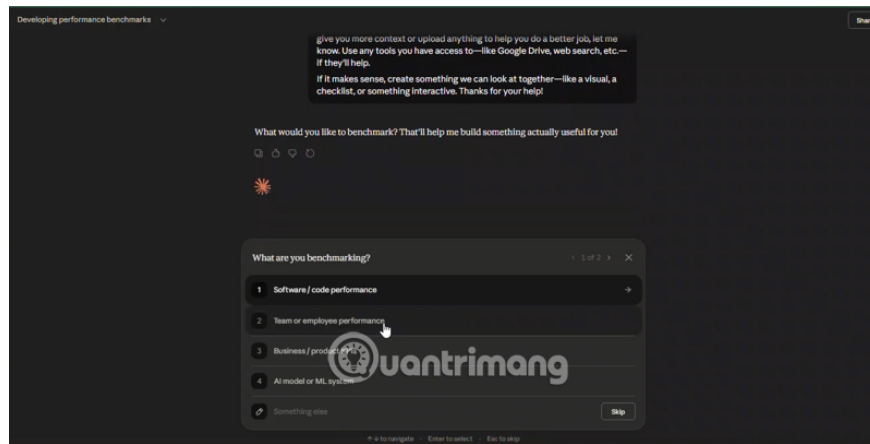 Developing performance benchmarks
Shar
give you more context or upload anything to help you do a better job, let me
know. Use any tools you have access to—like Google Drive, web search, etc.—
if they'll help.
If it makes sense, create something we can look at together—like a visual, a
checklist, or something interactive. Thanks for your help!
What would you like to benchmark? That'll help me build something actually useful for you!
What are you benchmarking?
1 of 2
1 Software / code performance
2 Team or employee performance
3 Business / product
4 AI model or ML system
Something else
Skip
Quantrimang
↑↓ to navigate · Enter to select · Esc to skip